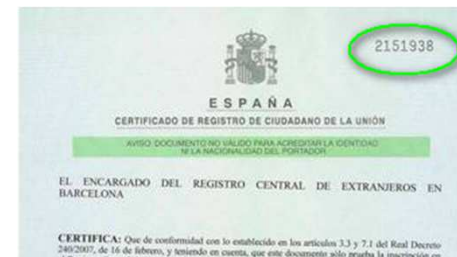 2151938
ESPAÑA
CERTIFICADO DE REGISTRO DE CIUDADANO DE LA UNIÓN
AVISO: DOCUMENTO NO VÁLIDO PARA ACREDITAR LA IDENTIDAD
NI LA NACIONALIDAD DEL PORTADOR
EL ENCARGADO DEL REGISTRO CENTRAL DE EXTRANJEROS EN
BARCELONA
CERTIFICA: Que de conformidad con lo establecido en los artículos 3.3 y 7.1 del Real Decreto
240/2007, de 16 de febrero, y teniendo en cuenta, que este documento sólo prueba la inscripción en